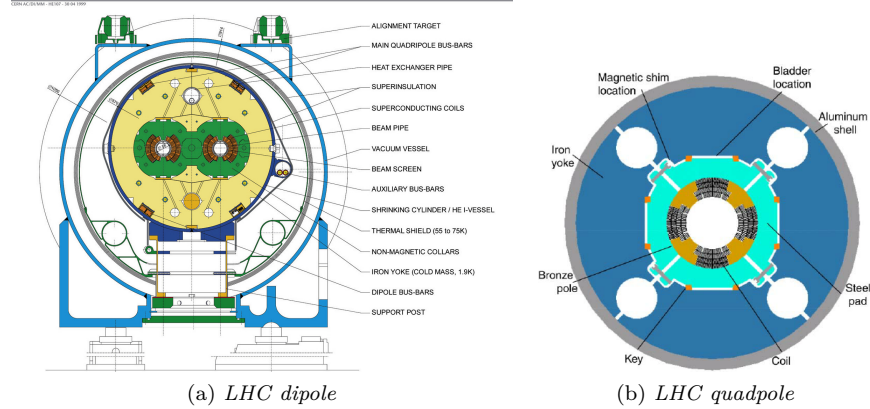 CERN AC/DI/MM - HE107 - 30 04 1999
ALIGNMENT TARGET
MAIN QUADRIPOLE BUS-BARS
HEAT EXCHANGER PIPE
SUPERINSULATION
SUPERCONDUCTING COILS
BEAM PIPE
VACUUM VESSEL
BEAM SCREEN
AUXILIARY BUS-BARS
SHRINKING CYLINDER / HE I-VESSEL
THERMAL SHIELD (55 to 75K)
NON-MAGNETIC COLLARS
IRON YOKE (COLD MASS, 1.9K)
DIPOLE BUS-BARS
SUPPORT POST
(a) LHC dipole
Magnetic shim
location
Bladder
location
Aluminum
shell
Iron
yoke
Bronze
pole
Steel
pad
Key
Coil
(b) LHC quadpole